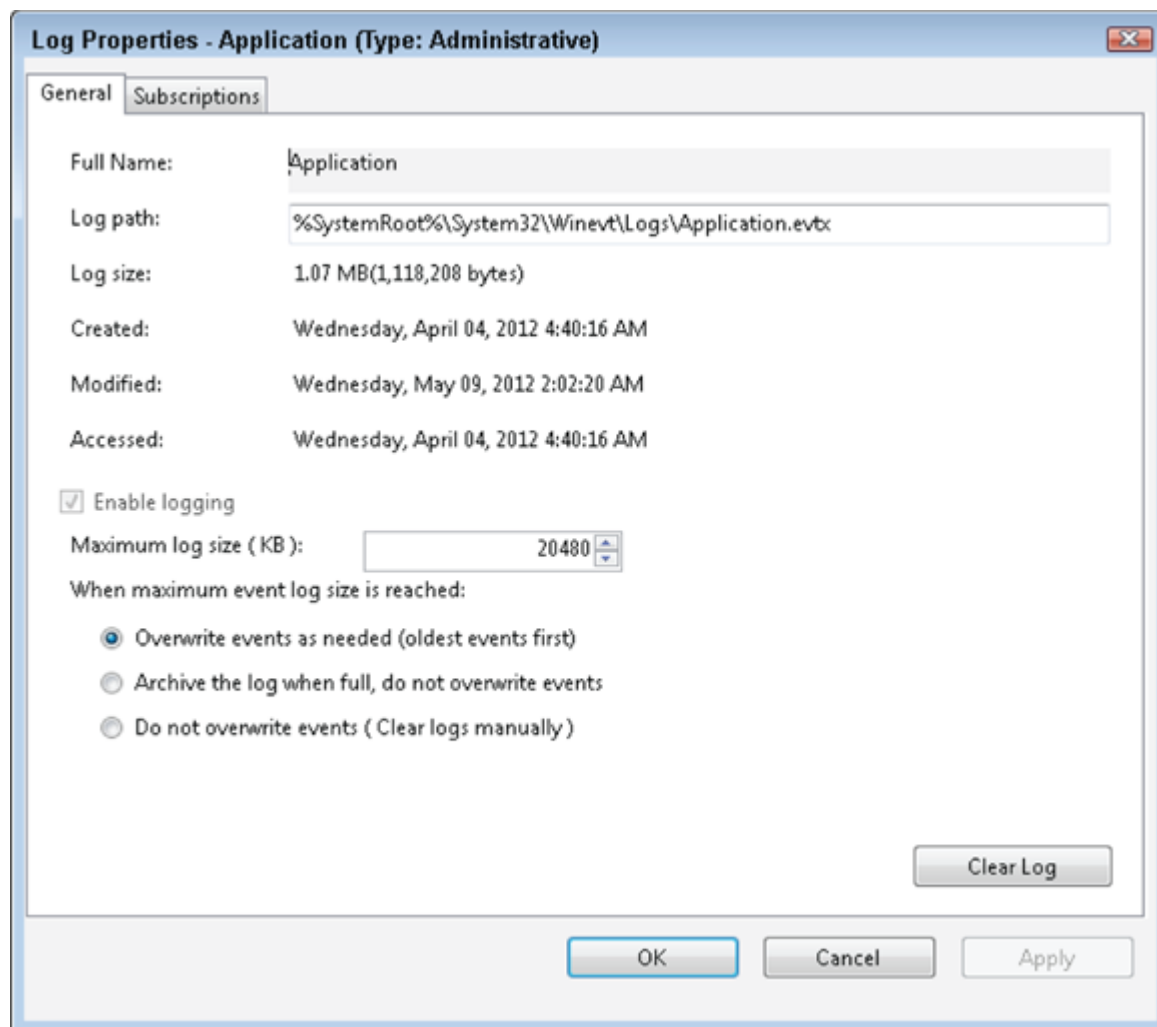 Log Properties - Application (Type: Administrative)
General Subscriptions
Full Name: Application
Log path: %SystemRoot%\System32\Winevt\Logs\Application.evtx
Log size: 1.07 MB(1,118,208 bytes)
Created: Wednesday, April 04, 2012 4:40:16 AM
Modified: Wednesday, May 09, 2012 2:02:20 AM
Accessed: Wednesday, April 04, 2012 4:40:16 AM
Enable logging
Maximum log size ( KB ): 20480
When maximum event log size is reached:
Overwrite events as needed (oldest events first)
Archive the log when full, do not overwrite events
Do not overwrite events ( Clear logs manually )
Clear Log
OK Cancel Apply